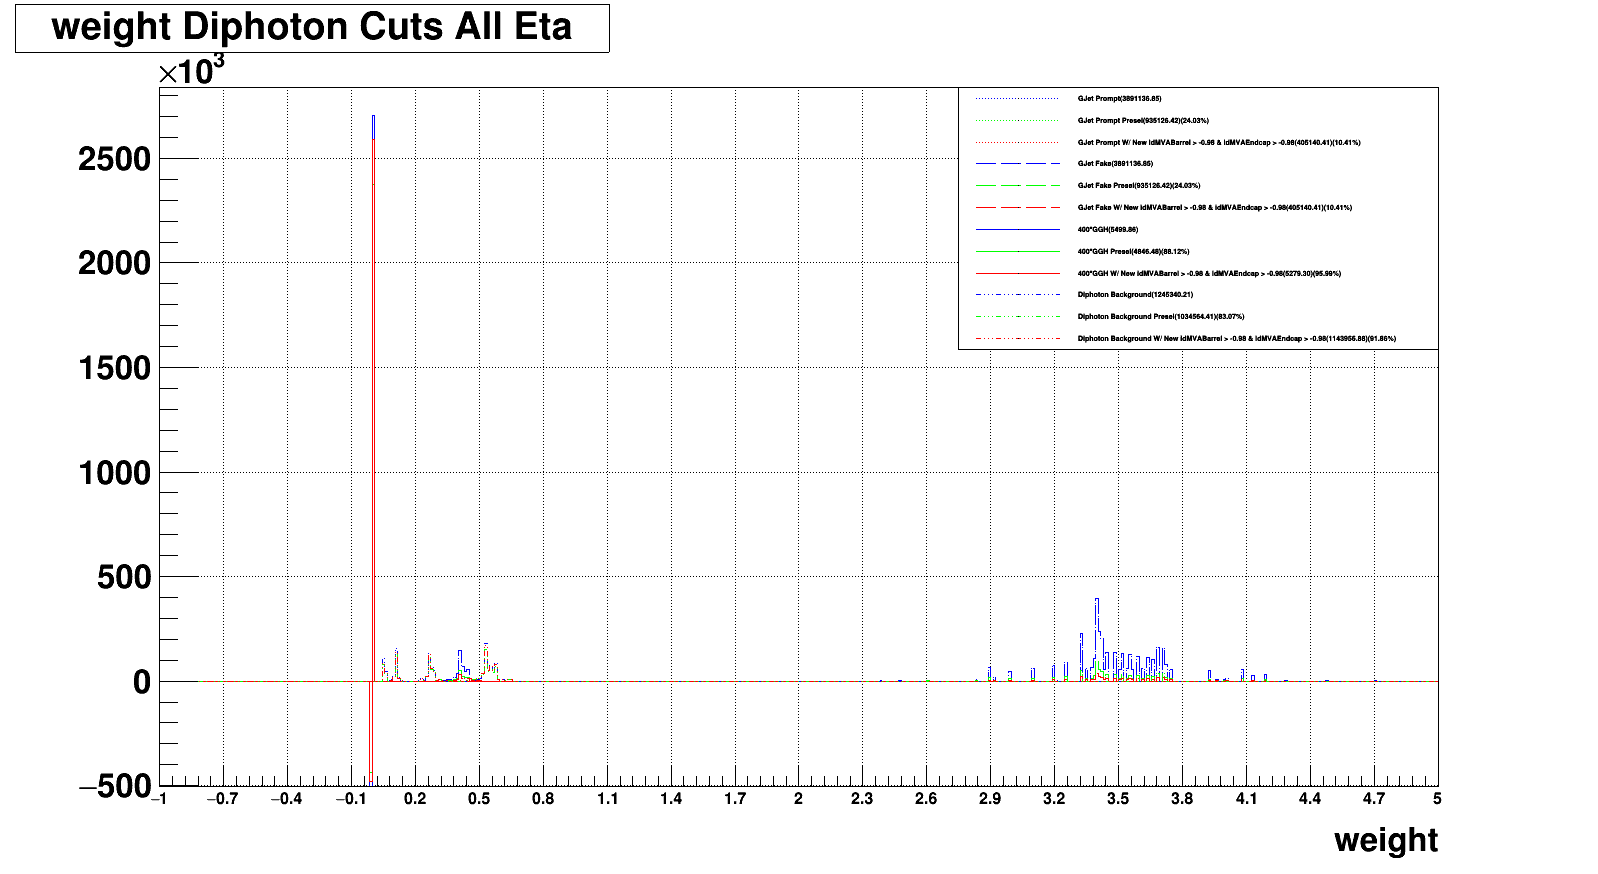 weight Diphoton Cuts All Eta
×10³
GJet Prompt(3891136.85)
GJet Prompt Presel(935126.42)(24.03%)
GJet Prompt W/ New IdMVABarrel > -0.98 & IdMVAEndcap > -0.98(405140.41)(10.41%)
GJet Fake(3891136.85)
GJet Fake Presel(935126.42)(24.03%)
GJet Fake W/ New IdMVABarrel > -0.98 & IdMVAEndcap > -0.98(405140.41)(10.41%)
400*GGH(5499.86)
400*GGH Presel(4846.48)(88.12%)
400*GGH W/ New IdMVABarrel > -0.98 & IdMVAEndcap > -0.98(5279.30)(95.99%)
Diphoton Background(1245340.21)
Diphoton Background Presel(1034564.41)(83.07%)
Diphoton Background W/ New IdMVABarrel > -0.98 & IdMVAEndcap > -0.98(1143956.88)(91.86%)
2500
2000
1500
1000
500
0
−500
−1 −0.7 −0.4 −0.1 0.2 0.5 0.8 1.1 1.4 1.7 2 2.3 2.6 2.9 3.2 3.5 3.8 4.1 4.4 4.7 5
weight